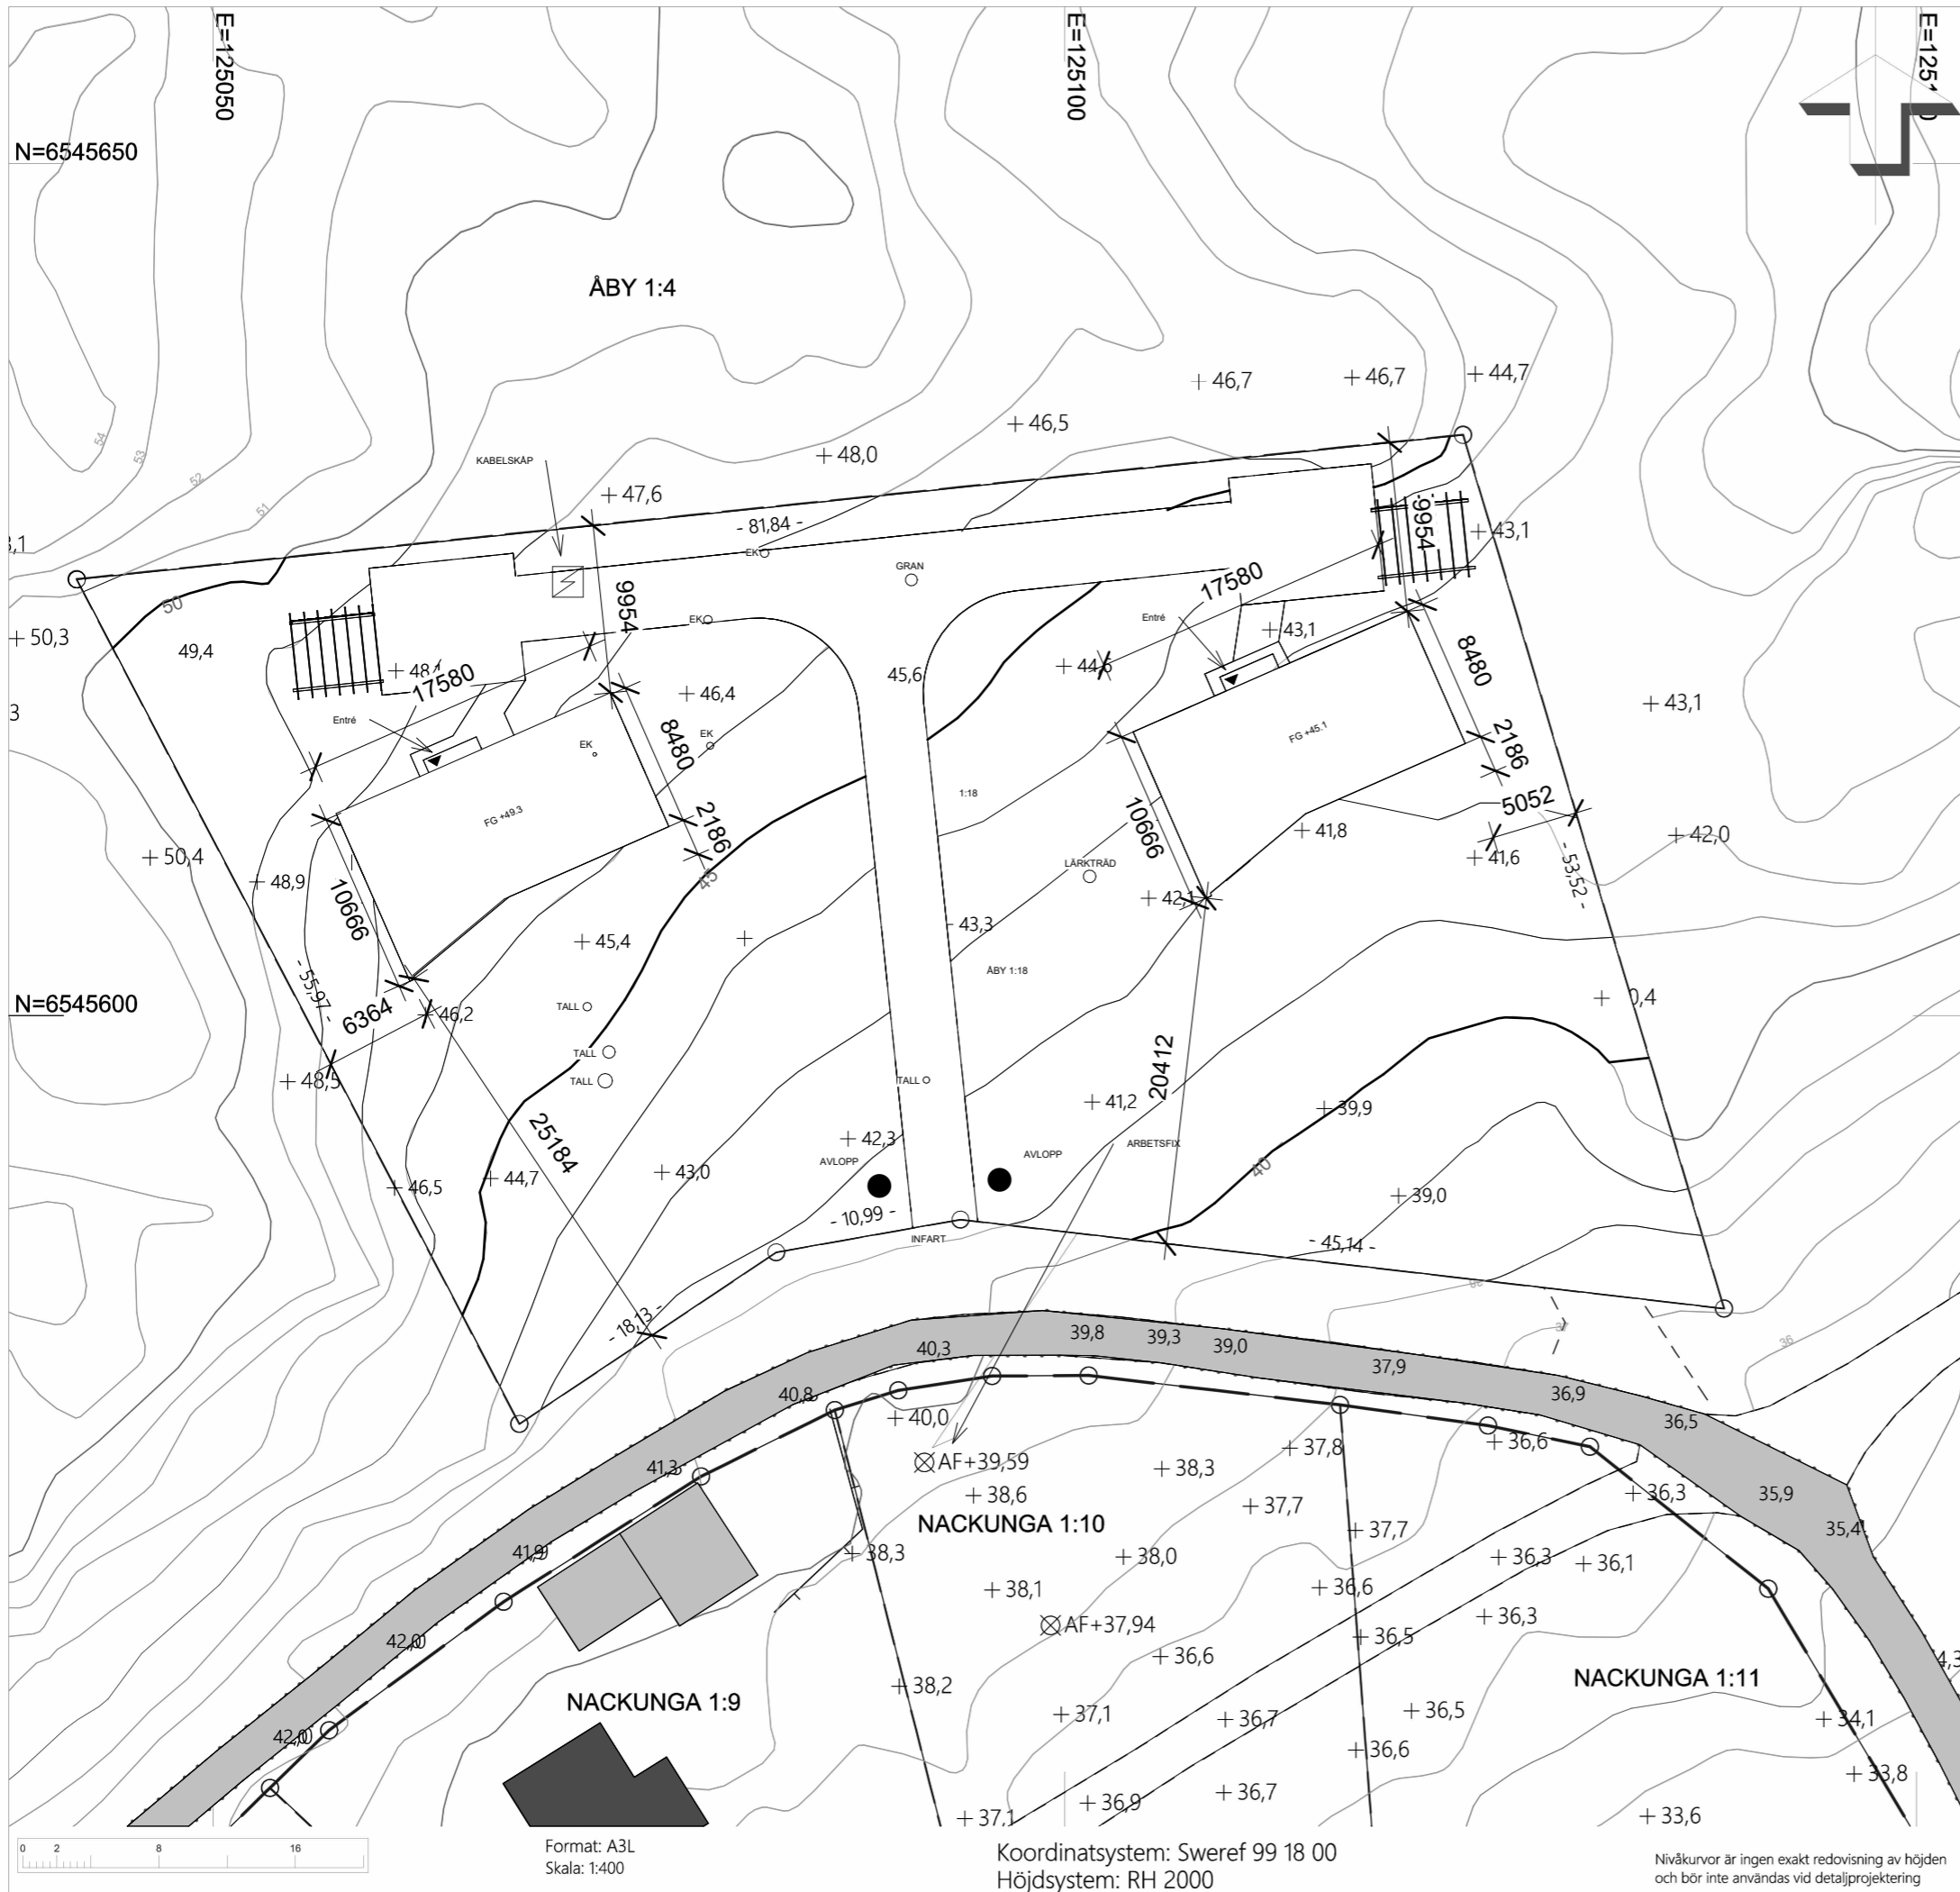 E=125050
E=125100
N=6545650
ÅBY 1:4
46,7
46,7
44,7
46,5
48,0
KABELSKÅP
47,6
- 81,84 -
54
53
52
51
9954
43,1
EK
GRAN
50
50,3
49,4
9954
EK
17580
Entré
43,1
48,4
17580
46,4
45,6
44,6
8480
43,1
Entré
EK
EK
8480
2186
FG +45.1
FG +49.3
2186
1:18
10666
5052
41,8
42,0
41,6
50,4
48,9
45
LÄRKTRÄD
42,1
- 53,52 -
10666
45,4
43,3
ÅBY 1:18
- 55,97 -
N=6545600
6364
46,2
TALL
0,4
TALL
TALL
TALL
48,5
20412
41,2
39,9
25184
42,3
AVLOPP
AVLOPP
ARBETSFIX
43,0
44,7
46,5
40
39,0
- 10,99 -
INFART
- 45,14 -
38
- 18,13 -
37
36
40,3
39,8
39,3
39,0
37,9
36,9
36,5
40,8
40,0
37,8
36,6
41,3
AF+39,59
38,3
38,6
37,7
36,3
35,9
35,4
NACKUNGA 1:10
37,7
41,9
38,3
38,0
36,3
36,1
38,1
36,6
36,3
AF+37,94
42,0
36,5
36,6
NACKUNGA 1:9
38,2
NACKUNGA 1:11
37,1
36,7
36,5
34,1
42,0
36,6
33,8
36,7
36,9
37,1
33,6
0 2 8 16
Format: A3L
Skala: 1:400
Koordinatsystem: Sweref 99 18 00
Höjdsystem: RH 2000
Nivåkurvor är ingen exakt redovisning av höjden
och bör inte användas vid detaljprojektering